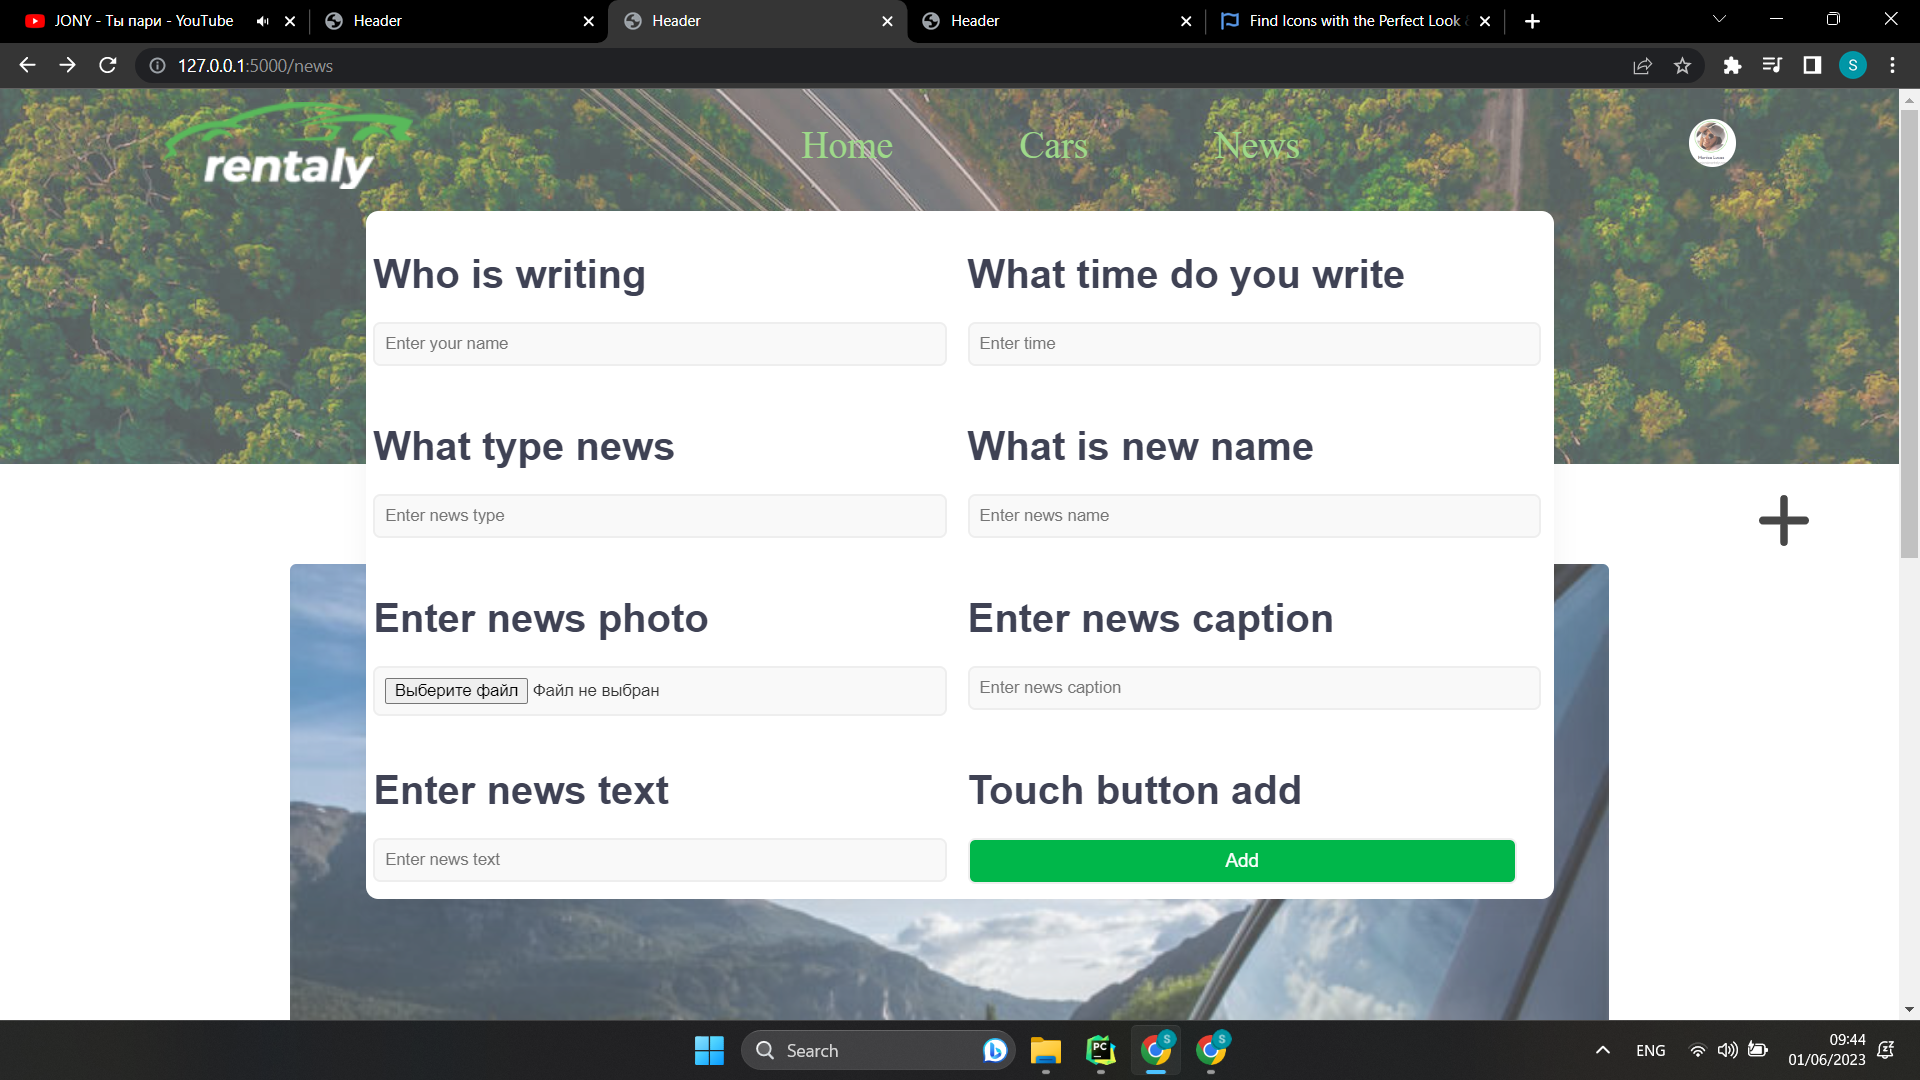 JONY - Ты пари - YouTube
Header
Header
Header
Find Icons with the Perfect Look
127.0.0.1:5000/news
S
rentaly
Home
Cars
News
Who is writing
What time do you write
Enter your name
Enter time
What type news
What is new name
Enter news type
Enter news name
Enter news photo
Enter news caption
Выберите файл Файл не выбран
Enter news caption
Enter news text
Touch button add
Enter news text
Add
Search
PC
S
S
ENG
09:44
01/06/2023